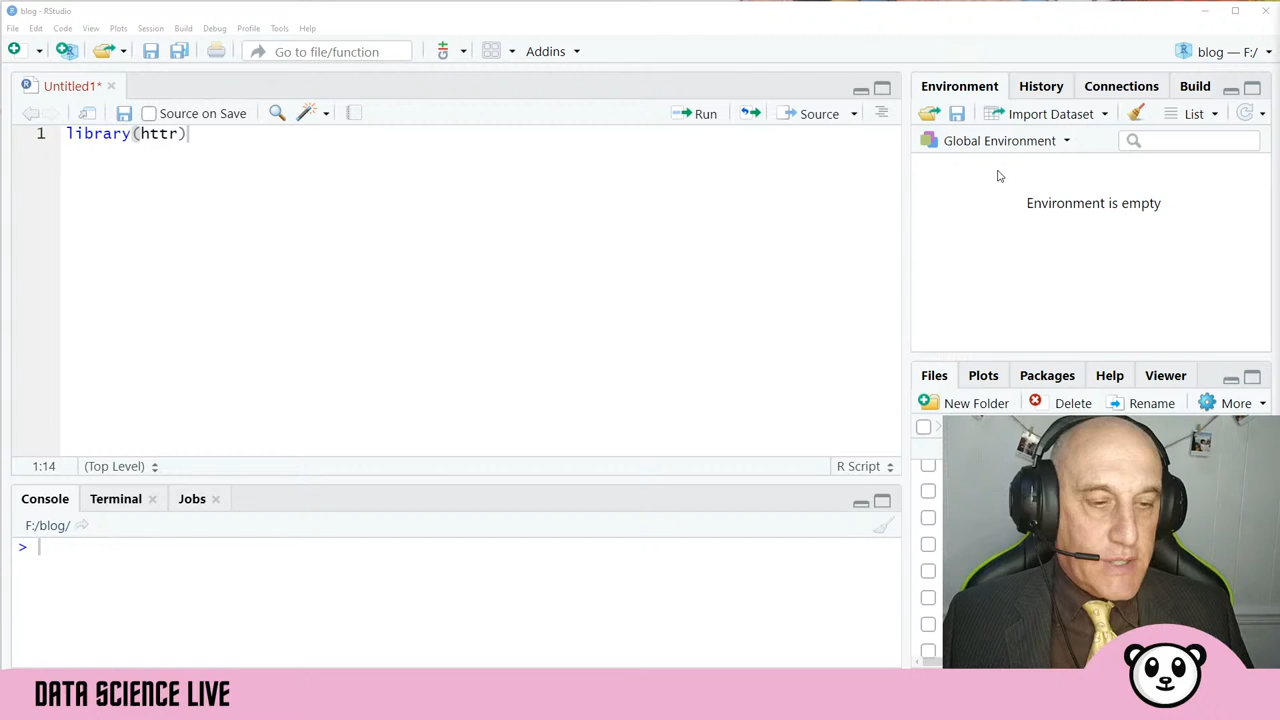 blog - RStudio
File Edit Code View Plots Session Build Debug Profile Tools Help
Go to file/function Addins blog — F:/
Untitled1*
Source on Save Run Source
1 library(httr)
1:14 (Top Level) R Script
Console Terminal Jobs
F:/blog/
>
Environment History Connections Build
Import Dataset List
Global Environment
Environment is empty
Files Plots Packages Help Viewer
New Folder Delete Rename More
DATA SCIENCE LIVE